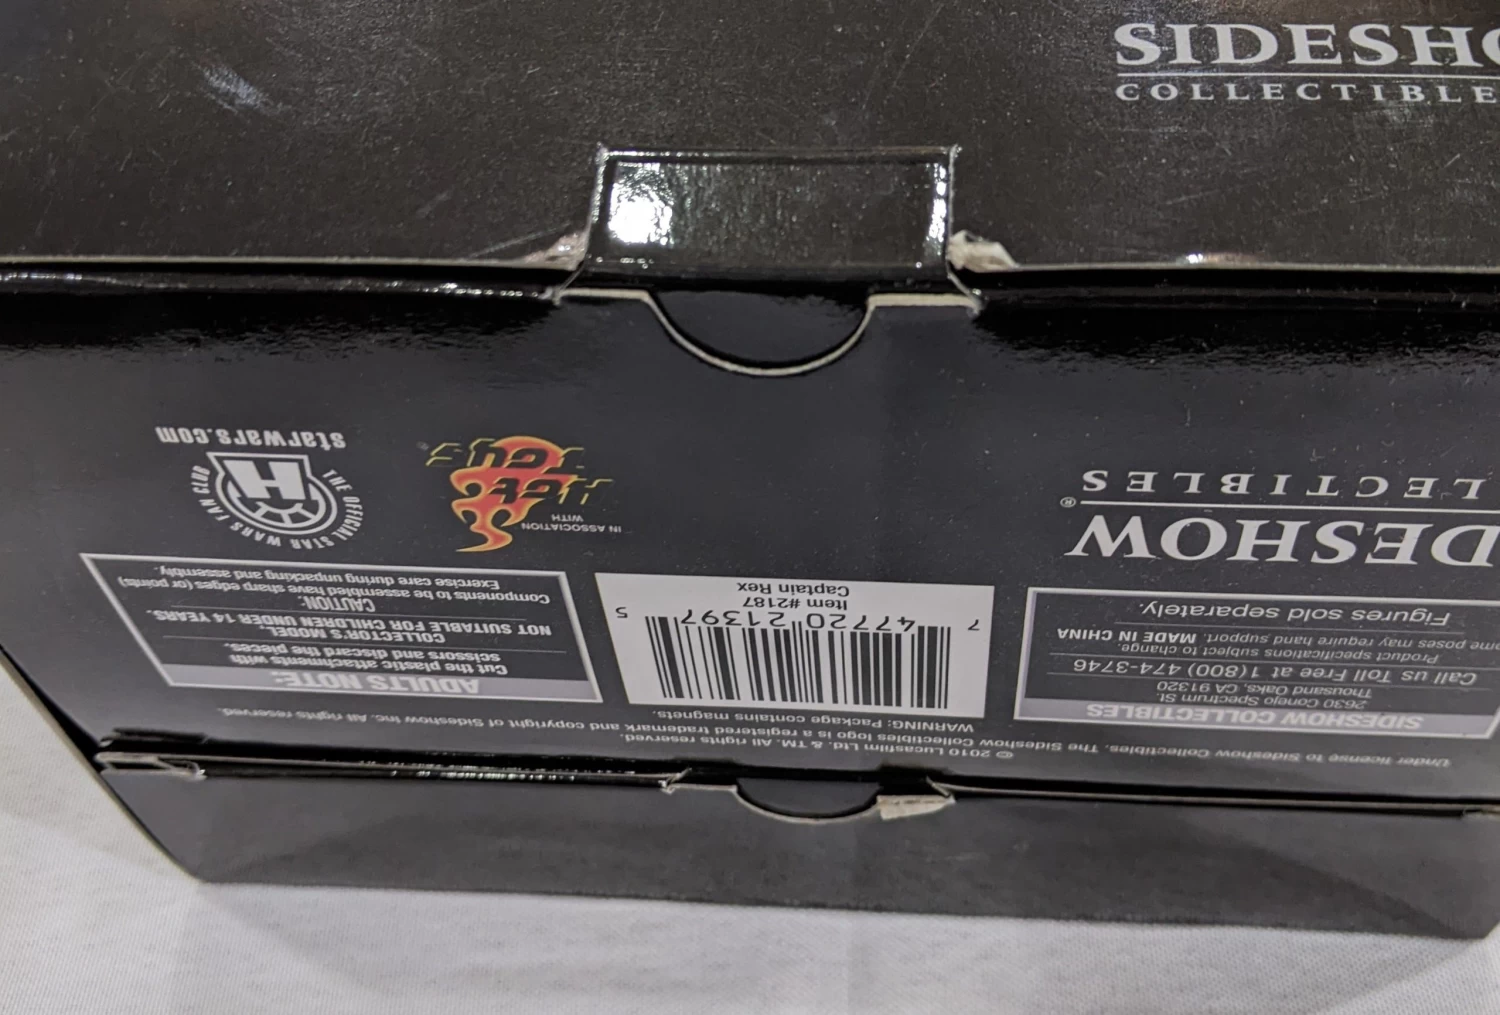 SIDESHO
COLLECTIBLE
Under license to Sideshow Collectibles. The Sideshow Collectibles logo is a registered trademark and copyright of Sideshow Inc. All rights reserved.
© 2010 Lucasfilm Ltd. & TM. All rights reserved.
WARNING: Package contains magnets.
SIDESHOW COLLECTIBLES
2630 Conejo Spectrum St.
Thousand Oaks, CA 91320
Call us Toll Free at 1(800) 474-3746
Product specifications subject to change.
ome poses may require hand support. MADE IN CHINA
Figures sold separately.
7 47720 21397 5
Item #2187
Captain Rex
ADULTS NOTE:
Cut the plastic attachments with
scissors and discard the pieces.
COLLECTOR'S MODEL,
NOT SUITABLE FOR CHILDREN UNDER 14 YEARS.
CAUTION:
Components to be assembled have sharp edges (or points)
Exercise care during unpacking and assembly.
DESHOW
LECTIBLES®
IN ASSOCIATION
WITH
HOT
TOYS
THE OFFICIAL STAR WARS FAN CLUB
H
starwars.com